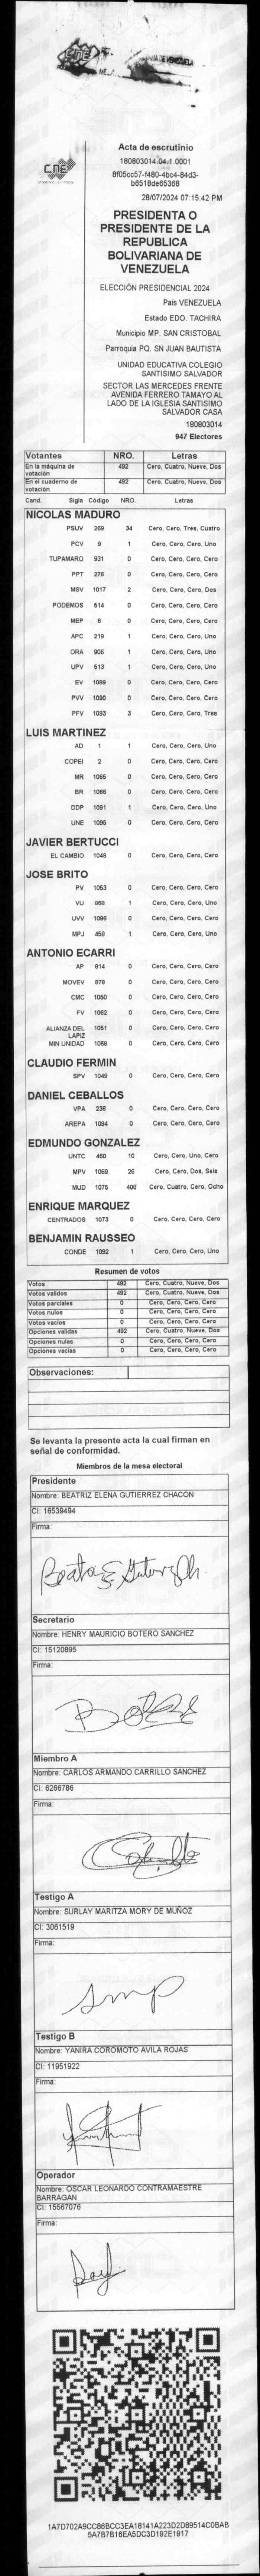 CNE
Acta de escrutinio
180803014.04.1.0001
8f05cc57-f480-4bc4-84d3-
b6518de65368
28/07/2024 07:15:42 PM
PRESIDENTA O
PRESIDENTE DE LA
REPUBLICA
BOLIVARIANA DE
VENEZUELA
ELECCIÓN PRESIDENCIAL 2024
País VENEZUELA
Estado EDO. TACHIRA
Municipio MP. SAN CRISTOBAL
Parroquia PQ. SN JUAN BAUTISTA
UNIDAD EDUCATIVA COLEGIO
SANTISIMO SALVADOR
SECTOR LAS MERCEDES FRENTE
AVENIDA FERRERO TAMAYO AL
LADO DE LA IGLESIA SANTISIMO
SALVADOR CASA
180803014
947 Electores
Votantes NRO. Letras
En la máquina de votación 492 Cero, Cuatro, Nueve, Dos
En el cuaderno de votación 492 Cero, Cuatro, Nueve, Dos
Cand. Sigla Código NRO. Letras
NICOLAS MADURO
PSUV 269 34 Cero, Cero, Tres, Cuatro
PCV 9 1 Cero, Cero, Cero, Uno
TUPAMARO 931 0 Cero, Cero, Cero, Cero
PPT 276 0 Cero, Cero, Cero, Cero
MSV 1017 2 Cero, Cero, Cero, Dos
PODEMOS 514 0 Cero, Cero, Cero, Cero
MEP 6 0 Cero, Cero, Cero, Cero
APC 219 1 Cero, Cero, Cero, Uno
ORA 906 1 Cero, Cero, Cero, Uno
UPV 513 1 Cero, Cero, Cero, Uno
EV 1089 0 Cero, Cero, Cero, Cero
PVV 1090 0 Cero, Cero, Cero, Cero
PFV 1093 3 Cero, Cero, Cero, Tres
LUIS MARTINEZ
AD 1 1 Cero, Cero, Cero, Uno
COPEI 2 0 Cero, Cero, Cero, Cero
MR 1065 0 Cero, Cero, Cero, Cero
BR 1066 0 Cero, Cero, Cero, Cero
DDP 1091 1 Cero, Cero, Cero, Uno
UNE 1095 0 Cero, Cero, Cero, Cero
JAVIER BERTUCCI
EL CAMBIO 1048 0 Cero, Cero, Cero, Cero
JOSE BRITO
PV 1053 0 Cero, Cero, Cero, Cero
VU 868 1 Cero, Cero, Cero, Uno
UVV 1096 0 Cero, Cero, Cero, Cero
MPJ 459 1 Cero, Cero, Cero, Uno
ANTONIO ECARRI
AP 814 0 Cero, Cero, Cero, Cero
MOVEV 879 0 Cero, Cero, Cero, Cero
CMC 1050 0 Cero, Cero, Cero, Cero
FV 1062 0 Cero, Cero, Cero, Cero
ALIANZA DEL LAPIZ 1051 0 Cero, Cero, Cero, Cero
MIN UNIDAD 1068 0 Cero, Cero, Cero, Cero
CLAUDIO FERMIN
SPV 1049 0 Cero, Cero, Cero, Cero
DANIEL CEBALLOS
VPA 236 0 Cero, Cero, Cero, Cero
AREPA 1094 0 Cero, Cero, Cero, Cero
EDMUNDO GONZALEZ
UNTC 460 10 Cero, Cero, Uno, Cero
MPV 1069 26 Cero, Cero, Dos, Seis
MUD 1075 408 Cero, Cuatro, Cero, Ocho
ENRIQUE MARQUEZ
CENTRADOS 1073 0 Cero, Cero, Cero, Cero
BENJAMIN RAUSSEO
CONDE 1092 1 Cero, Cero, Cero, Uno
Resumen de votos
Votos 492 Cero, Cuatro, Nueve, Dos
Votos validos 492 Cero, Cuatro, Nueve, Dos
Votos parciales 0 Cero, Cero, Cero, Cero
Votos nulos 0 Cero, Cero, Cero, Cero
Votos vacios 0 Cero, Cero, Cero, Cero
Opciones validas 492 Cero, Cuatro, Nueve, Dos
Opciones nulas 0 Cero, Cero, Cero, Cero
Opciones vacias 0 Cero, Cero, Cero, Cero
Observaciones:
Se levanta la presente acta la cual firman en
señal de conformidad.
Miembros de la mesa electoral
Presidente
Nombre: BEATRIZ ELENA GUTIERREZ CHACON
CI: 16539494
Firma:
Secretario
Nombre: HENRY MAURICIO BOTERO SANCHEZ
CI: 15120895
Firma:
Miembro A
Nombre: CARLOS ARMANDO CARRILLO SANCHEZ
CI: 6266786
Firma:
Testigo A
Nombre: SURLAY MARITZA MORY DE MUÑOZ
CI: 3061519
Firma:
Testigo B
Nombre: YANIRA COROMOTO AVILA ROJAS
CI: 11951922
Firma:
Operador
Nombre: OSCAR LEONARDO CONTRAMAESTRE
BARRAGAN
CI: 15567076
Firma:
1A7D702A9CC86BCC3EA18141A223D2D89514C0BAB
5A7B7B16EA5DC3D192E1917